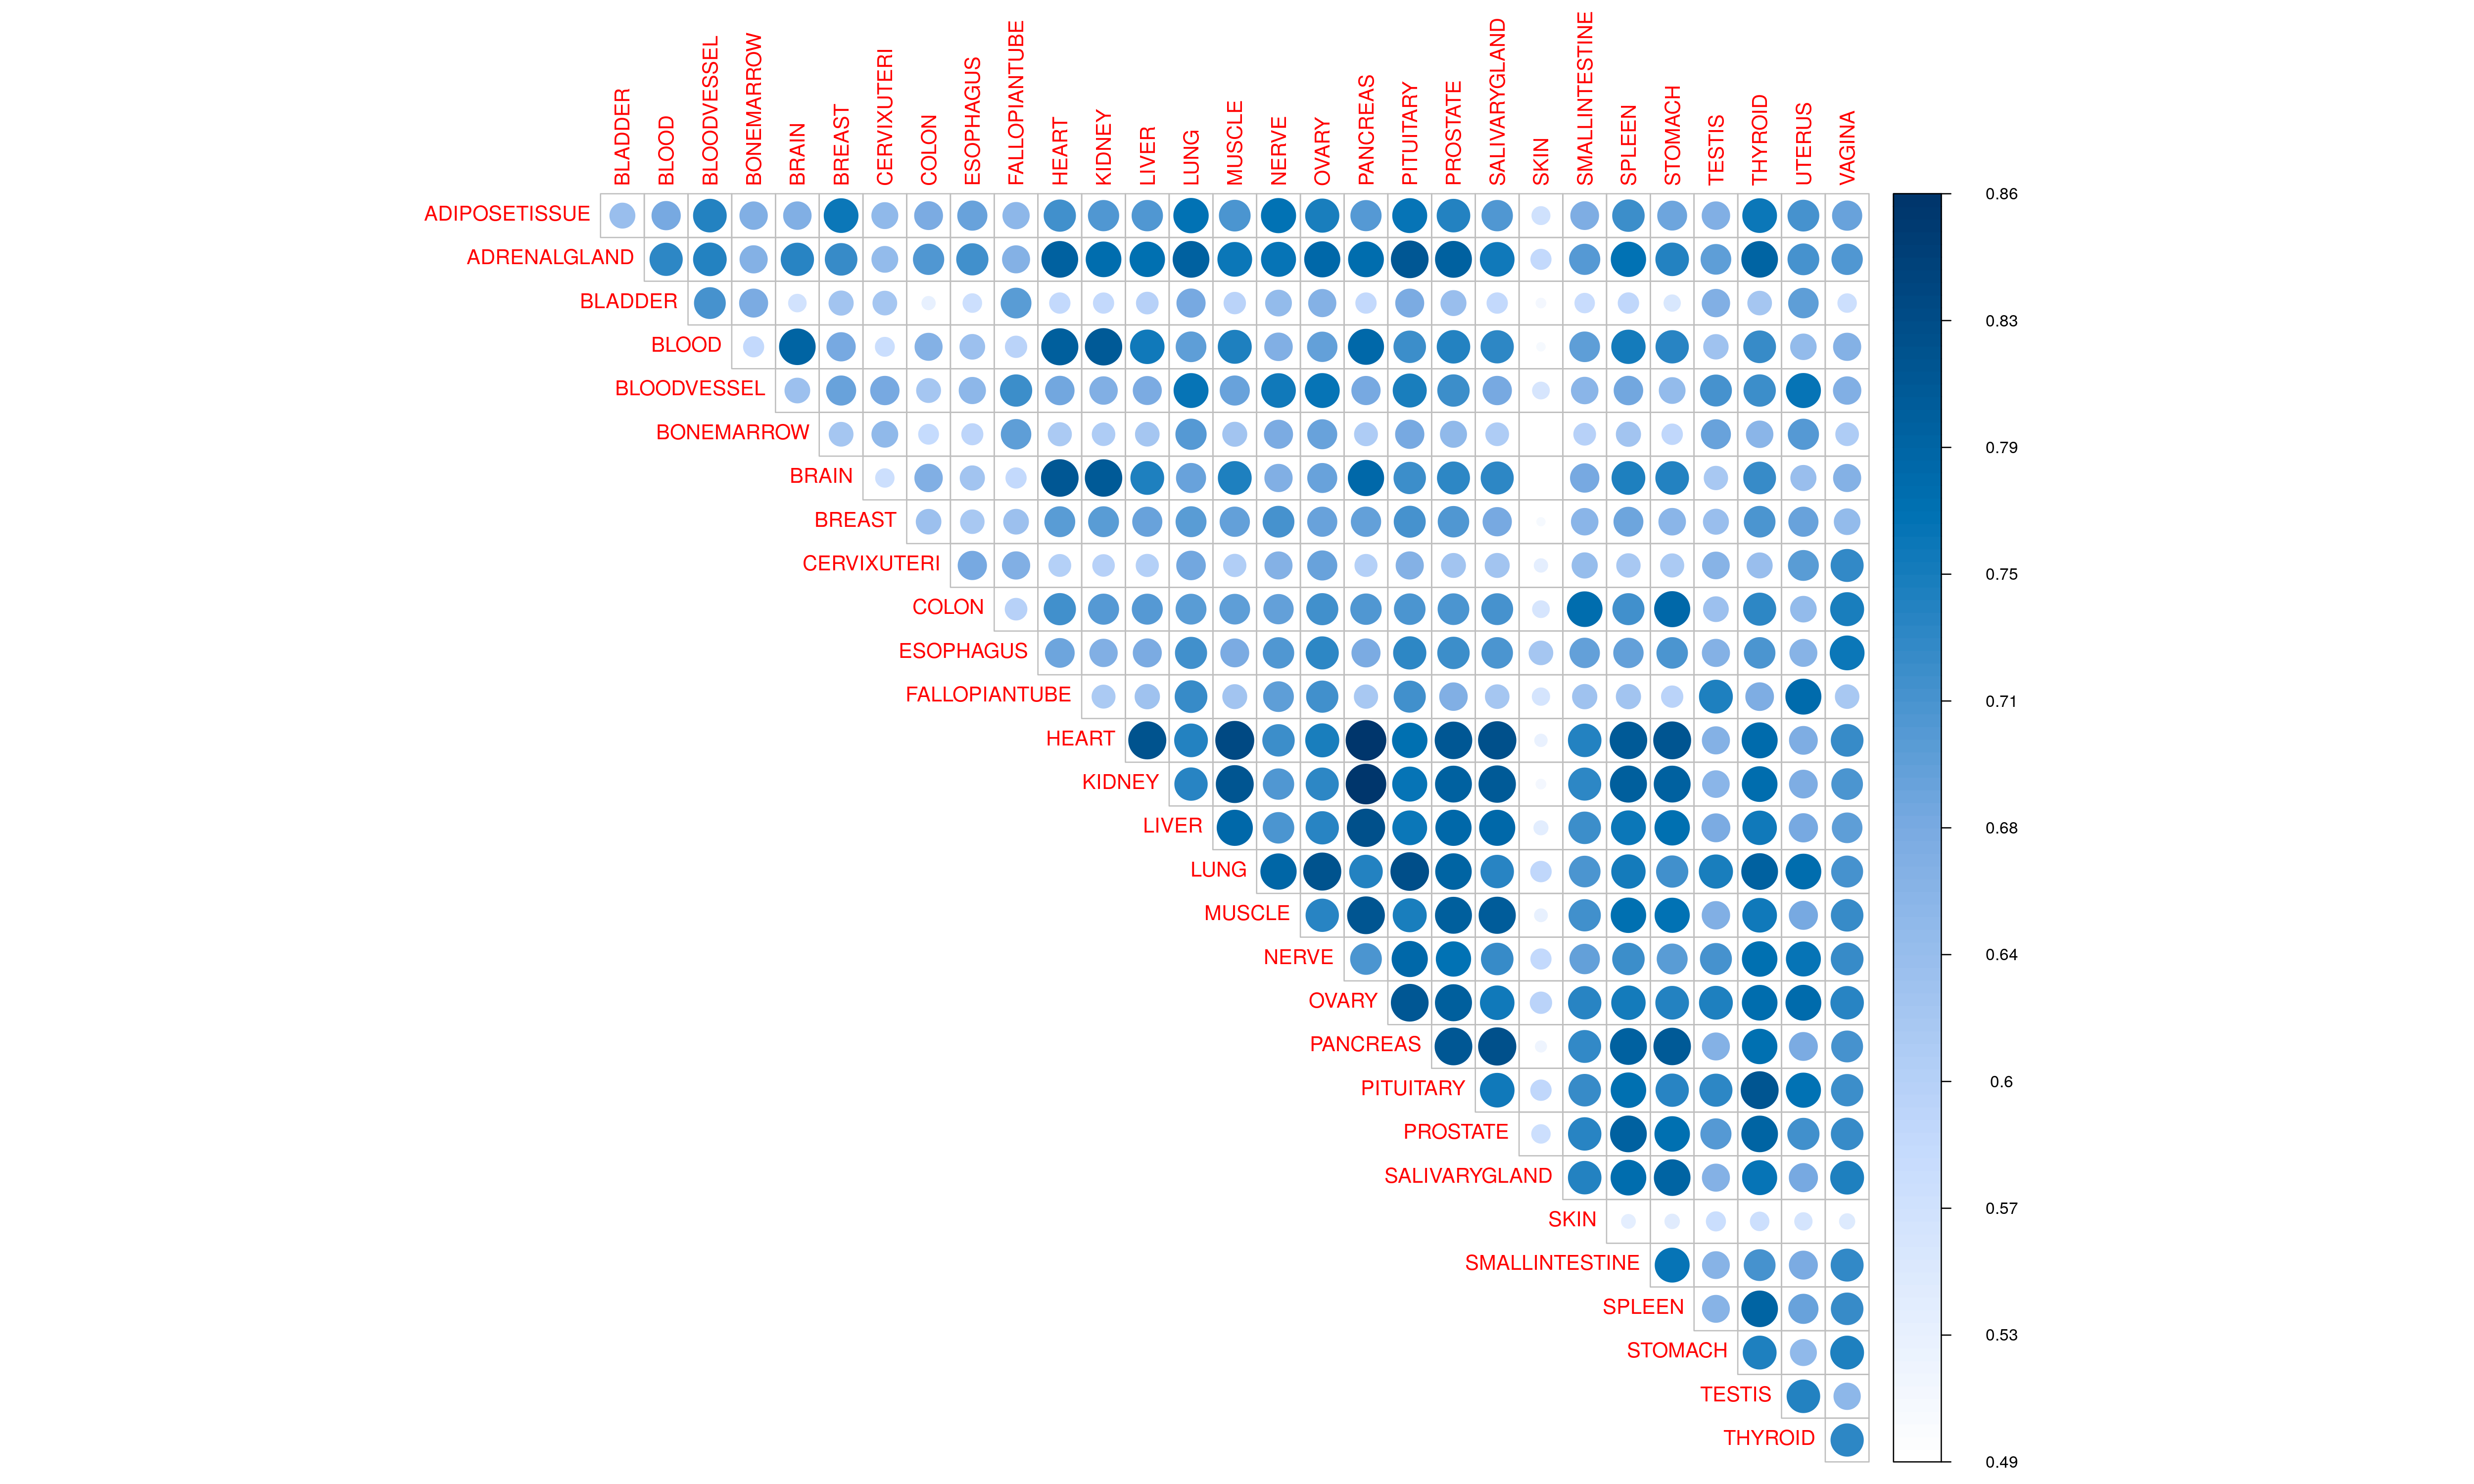 BLADDER
BLOOD
BLOODVESSEL
BONEMARROW
BRAIN
BREAST
CERVIXUTERI
COLON
ESOPHAGUS
FALLOPIANTUBE
HEART
KIDNEY
LIVER
LUNG
MUSCLE
NERVE
OVARY
PANCREAS
PITUITARY
PROSTATE
SALIVARYGLAND
SKIN
SMALLINTESTINE
SPLEEN
STOMACH
TESTIS
THYROID
UTERUS
VAGINA
ADIPOSETISSUE
ADRENALGLAND
BLADDER
BLOOD
BLOODVESSEL
BONEMARROW
BRAIN
BREAST
CERVIXUTERI
COLON
ESOPHAGUS
FALLOPIANTUBE
HEART
KIDNEY
LIVER
LUNG
MUSCLE
NERVE
OVARY
PANCREAS
PITUITARY
PROSTATE
SALIVARYGLAND
SKIN
SMALLINTESTINE
SPLEEN
STOMACH
TESTIS
THYROID
0.86
0.83
0.79
0.75
0.71
0.68
0.64
0.6
0.57
0.53
0.49